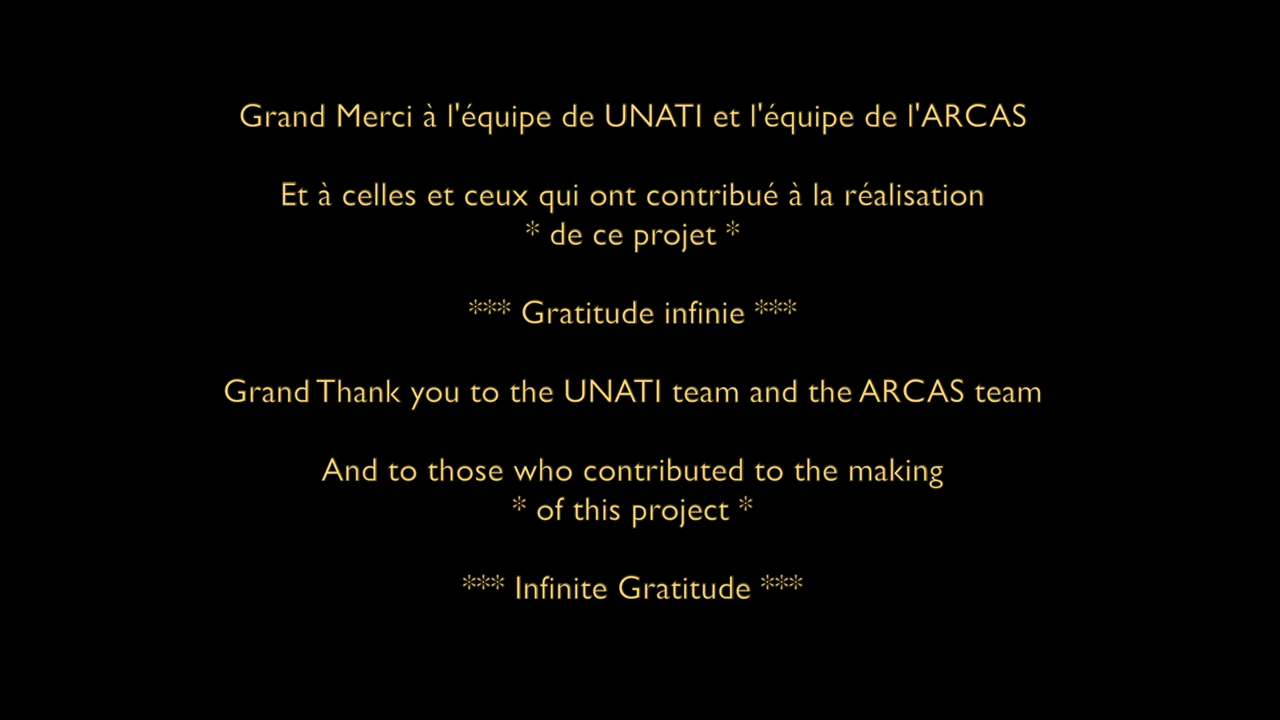 Grand Merci à l'équipe de UNATI et l'équipe de l'ARCAS
Et à celles et ceux qui ont contribué à la réalisation
* de ce projet *
*** Gratitude infinie ***
Grand Thank you to the UNATI team and the ARCAS team
And to those who contributed to the making
* of this project *
*** Infinite Gratitude ***